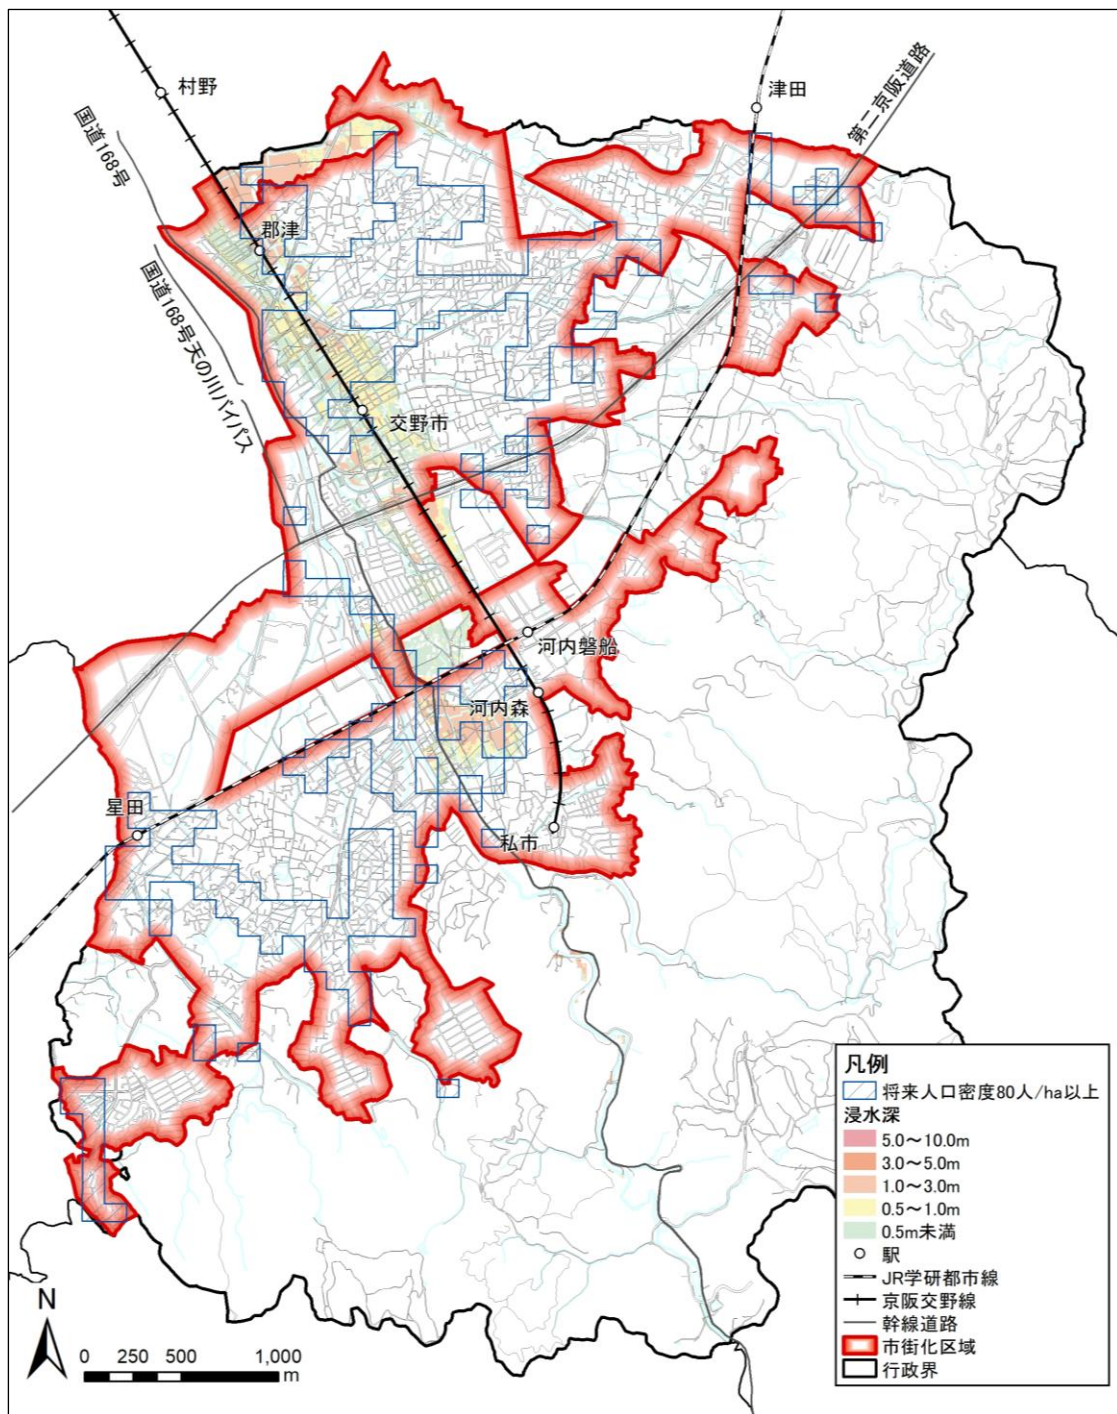 村野
津田
第二京阪道路
国道168号
郡津
国道168号天の川バイパス
交野市
河内磐船
河内森
星田
私市
凡例
将来人口密度80人/ha以上
浸水深
5.0～10.0m
3.0～5.0m
1.0～3.0m
0.5～1.0m
0.5m未満
駅
JR学研都市線
京阪交野線
幹線道路
市街化区域
行政界
N
0 250 500 1,000
m